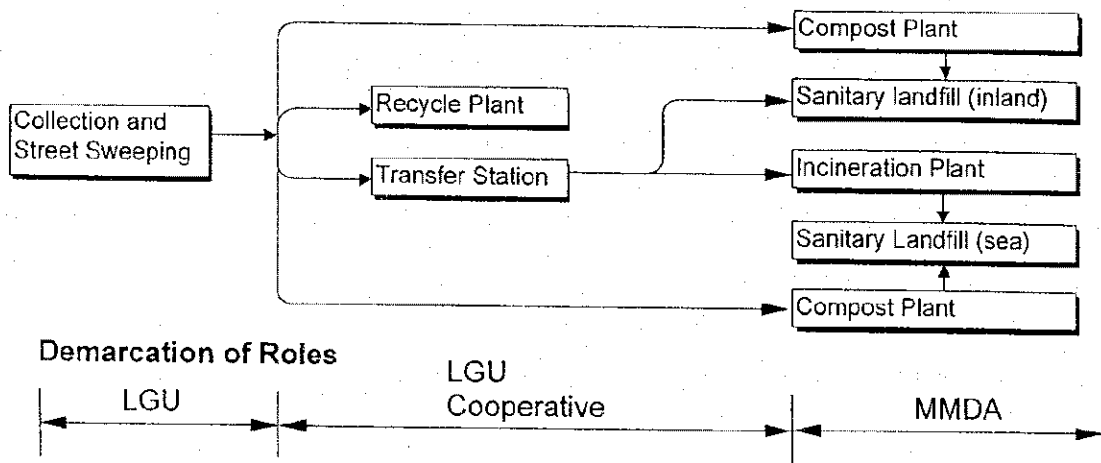 Compost Plant
Sanitary landfill (inland)
Collection and
Street Sweeping
Recycle Plant
Transfer Station
Incineration Plant
Sanitary Landfill (sea)
Compost Plant
Demarcation of Roles
LGU
LGU
Cooperative
MMDA